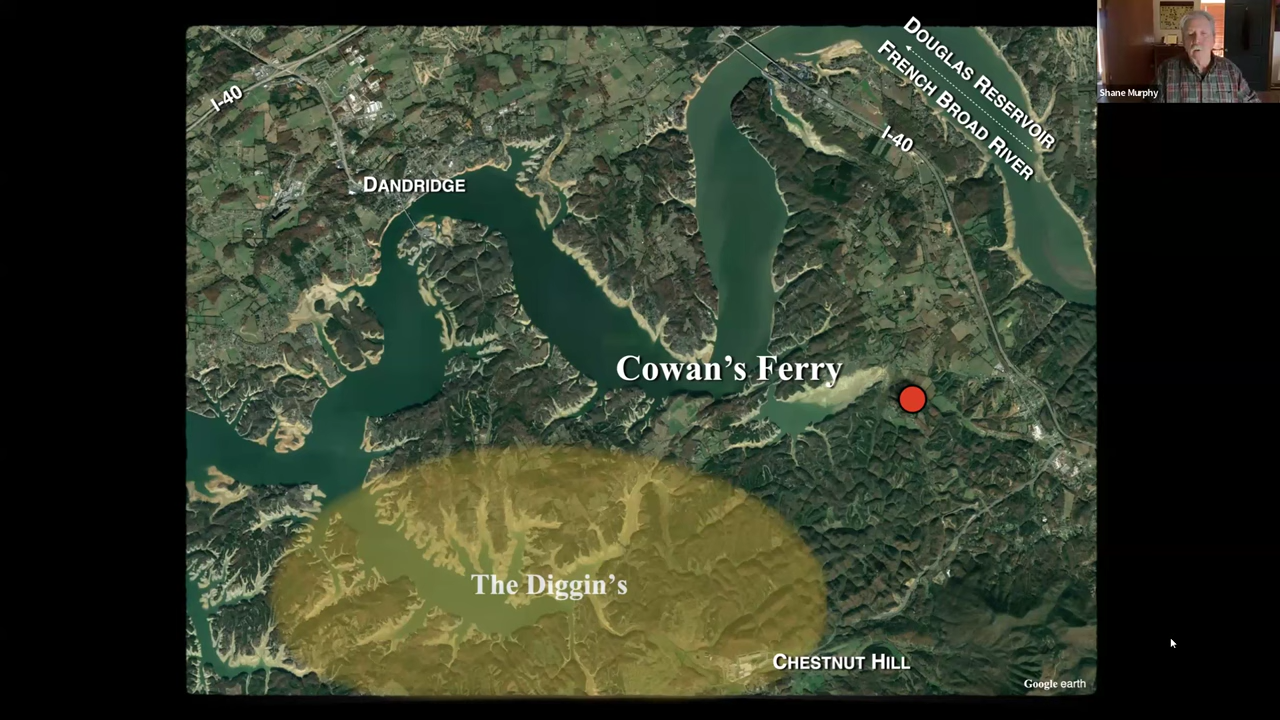 DOUGLAS RESERVOIR
FRENCH BROAD RIVER
I-40
I-40
Shane Murphy
DANDRIDGE
Cowan's Ferry
The Diggin's
CHESTNUT HILL
Google earth